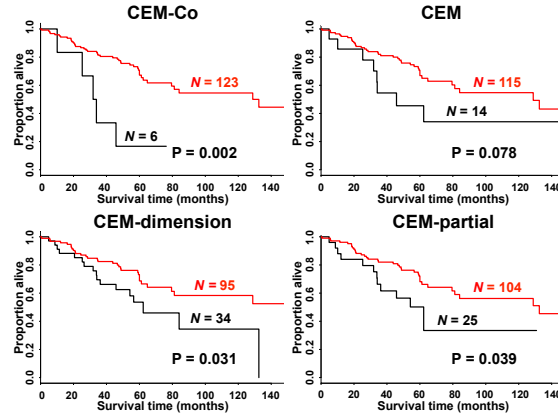 CEM-Co
Proportion alive
0.0 0.2 0.4 0.6 0.8 1.0
N = 123
N = 6
P = 0.002
0 20 40 60 80 100 120 140
Survival time (months)
CEM
Proportion alive
0.0 0.2 0.4 0.6 0.8 1.0
N = 115
N = 14
P = 0.078
0 20 40 60 80 100 120 140
Survival time (months)
CEM-dimension
Proportion alive
0.0 0.2 0.4 0.6 0.8 1.0
N = 95
N = 34
P = 0.031
0 20 40 60 80 100 120 140
Survival time (months)
CEM-partial
Proportion alive
0.0 0.2 0.4 0.6 0.8 1.0
N = 104
N = 25
P = 0.039
0 20 40 60 80 100 120 140
Survival time (months)